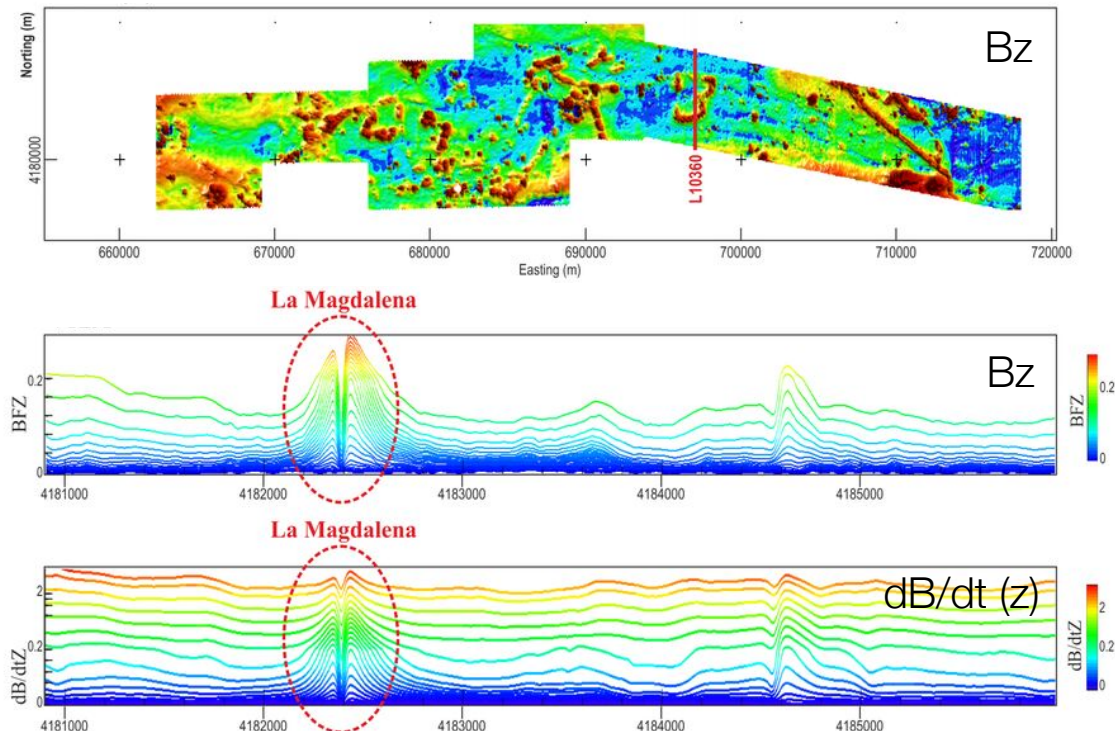 Norting (m)
4180000
Bz
L10360
660000 670000 680000 690000 700000 710000 720000
Easting (m)
La Magdalena
Bz
BFZ
0.2
0
0.2
0
BFZ
4181000 4182000 4183000 4184000 4185000
La Magdalena
dB/dt (z)
dB/dtZ
2
0.2
0
2
0.2
0
dB/dtZ
4181000 4182000 4183000 4184000 4185000